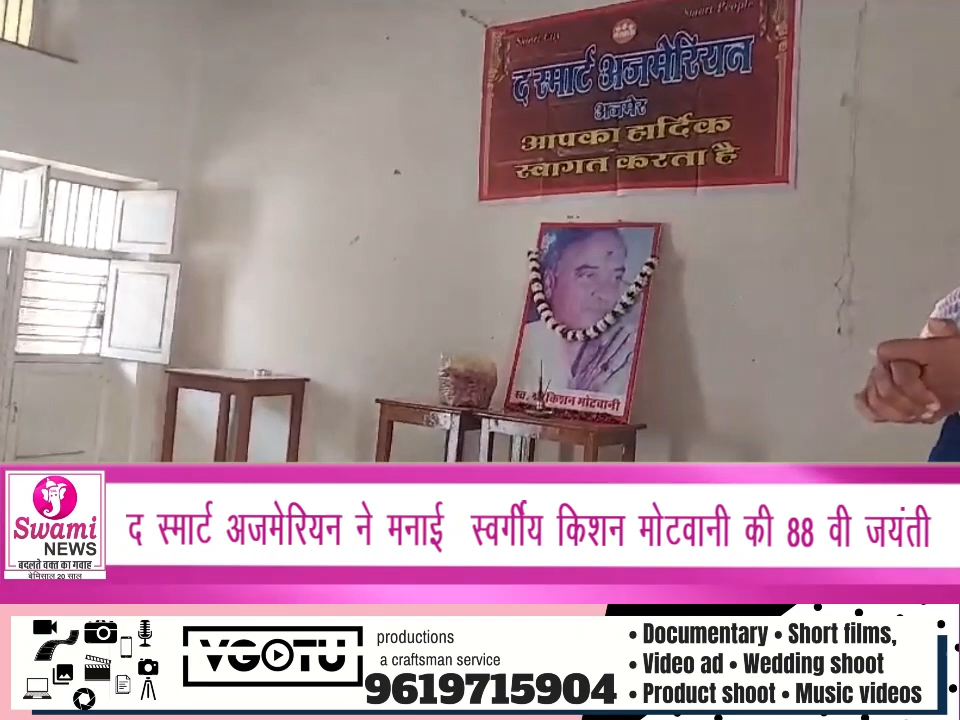 Smart City
Smart People
द स्मार्ट अजमेरियन
अजमेर
आपका हार्दिक
स्वागत करता है
किशन मोटवानी
Swami
NEWS
बदलते वक्त का गवाह
बेमिसाल 20 साल
द स्मार्ट अजमेरियन ने मनाई स्वर्गीय किशन मोटवानी की 88 वी जयंती
VGOTU
productions
a craftsman service
9619715904
• Documentary • Short films,
• Video ad • Wedding shoot
• Product shoot • Music videos